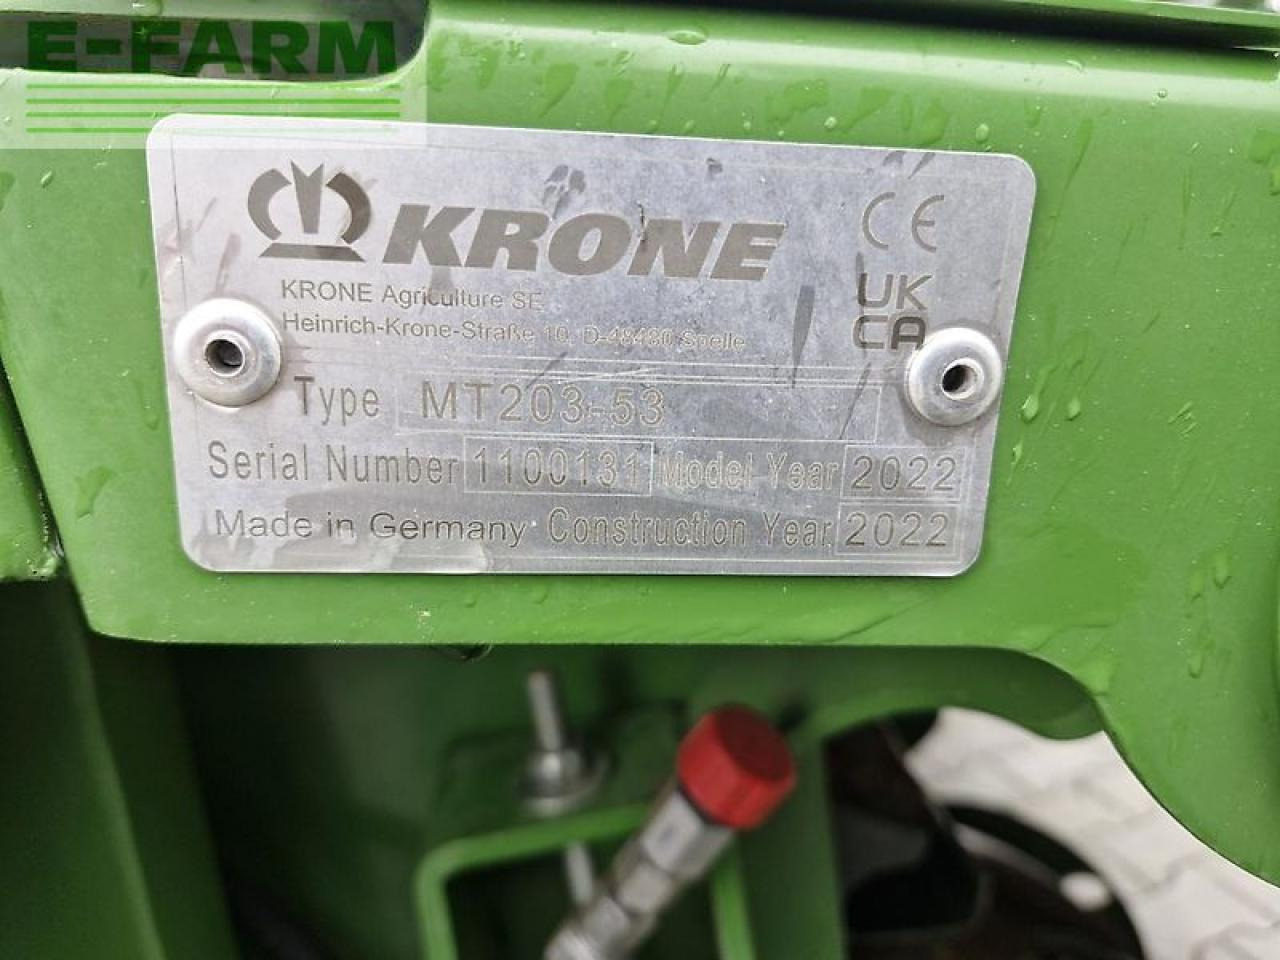 E-FARM
KRONE
CE
KRONE Agriculture SE
UK
CA
Heinrich-Krone-Straße 10, D-48480 Spelle
Type MT203-53
Serial Number 1100131 Model Year 2022
Made in Germany Construction Year 2022